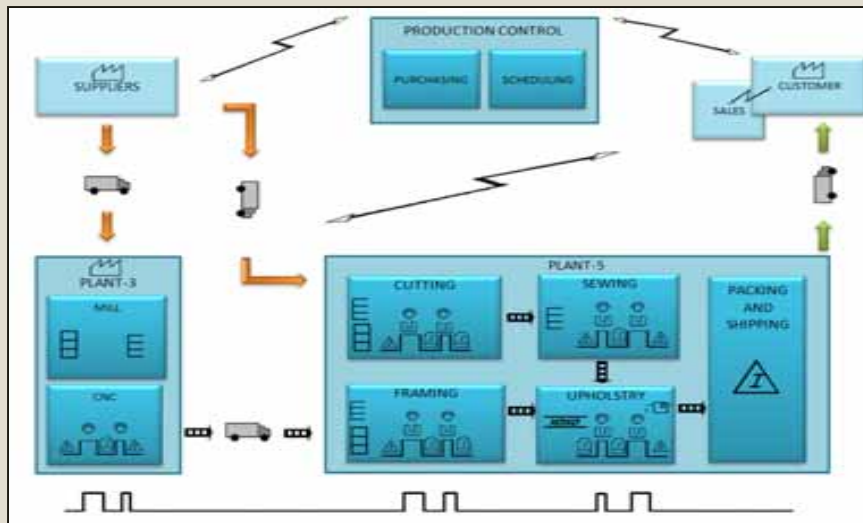 PRODUCTION CONTROL
PURCHASING
SCHEDULING
SUPPLIERS
CUSTOMER
SALES
PLANT-3
MILL
CNC
PLANT-5
CUTTING
SEWING
PACKING
AND
SHIPPING
I
FRAMING
UPHOLSTRY